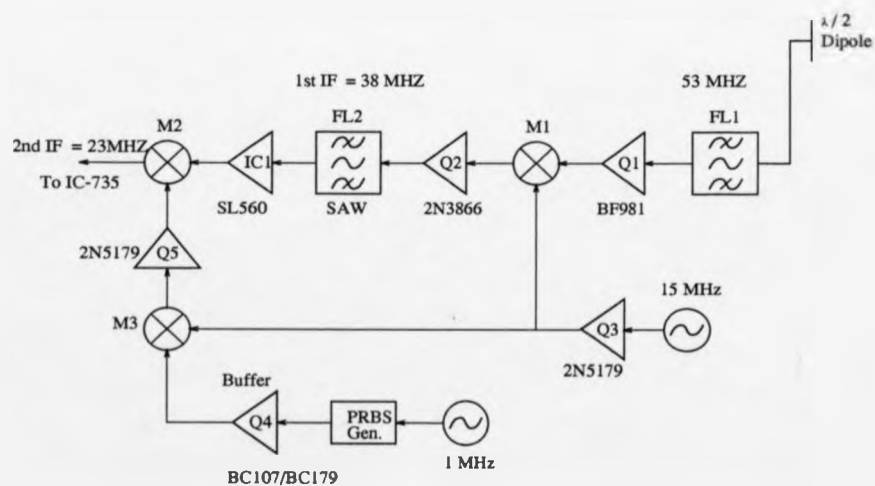 λ/2
Dipole
1st IF = 38 MHZ
53 MHZ
M2
FL2
M1
FL1
2nd IF = 23MHZ
IC1
Q2
Q1
To IC-735
SL560
SAW
2N3866
BF981
2N5179
Q5
15 MHz
M3
Q3
2N5179
Buffer
Q4
PRBS
Gen.
1 MHz
BC107/BC179